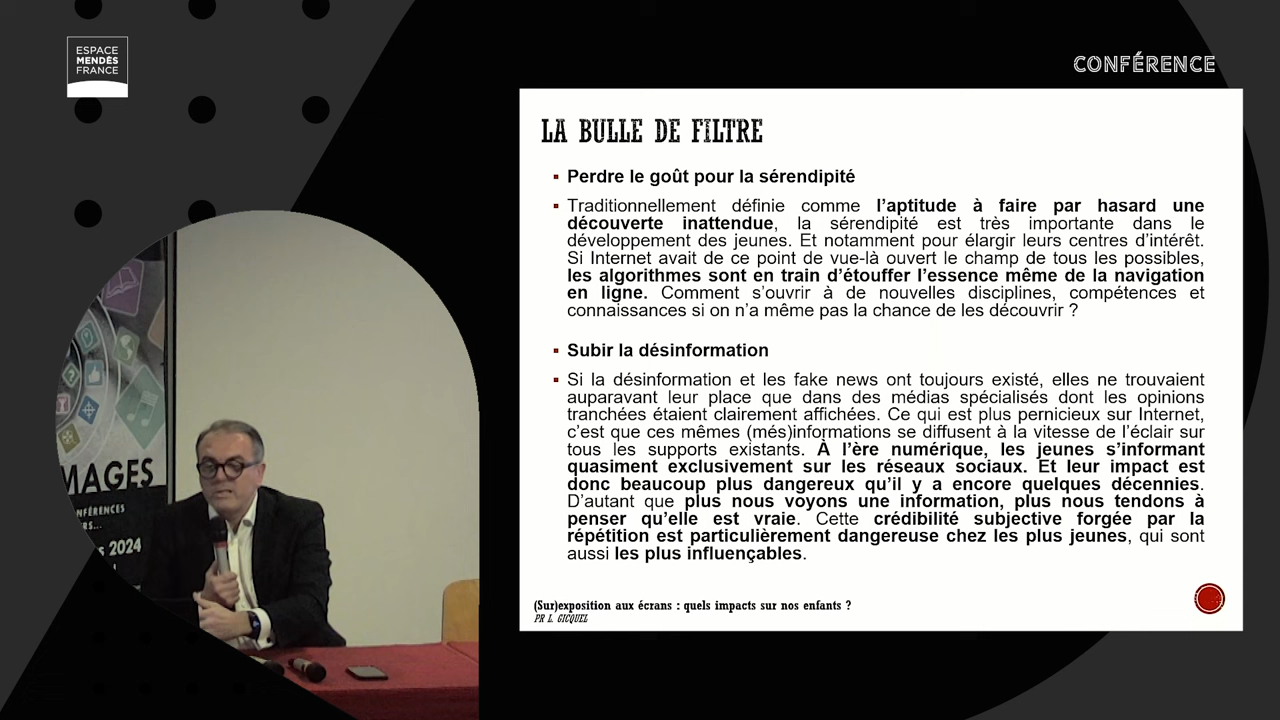 ESPACE
MENDÈS
FRANCE
CONFÉRENCE
LA BULLE DE FILTRE
Perdre le goût pour la sérendipité
Traditionnellement définie comme l'aptitude à faire par hasard une
découverte inattendue, la sérendipité est très importante dans le
développement des jeunes. Et notamment pour élargir leurs centres d'intérêt.
Si Internet avait de ce point de vue-là ouvert le champ de tous les possibles,
les algorithmes sont en train d'étouffer l'essence même de la navigation
en ligne. Comment s'ouvrir à de nouvelles disciplines, compétences et
connaissances si on n'a même pas la chance de les découvrir ?
Subir la désinformation
Si la désinformation et les fake news ont toujours existé, elles ne trouvaient
auparavant leur place que dans des médias spécialisés dont les opinions
tranchées étaient clairement affichées. Ce qui est plus pernicieux sur Internet,
c'est que ces mêmes (més)informations se diffusent à la vitesse de l'éclair sur
tous les supports existants. À l'ère numérique, les jeunes s'informant
quasiment exclusivement sur les réseaux sociaux. Et leur impact est
donc beaucoup plus dangereux qu'il y a encore quelques décennies.
D'autant que plus nous voyons une information, plus nous tendons à
penser qu'elle est vraie. Cette crédibilité subjective forgée par la
répétition est particulièrement dangereuse chez les plus jeunes, qui sont
aussi les plus influençables.
(Sur)exposition aux écrans : quels impacts sur nos enfants ?
PR L. GICQUEL
MAGES
NFÉRENCES
RS...
s 2024